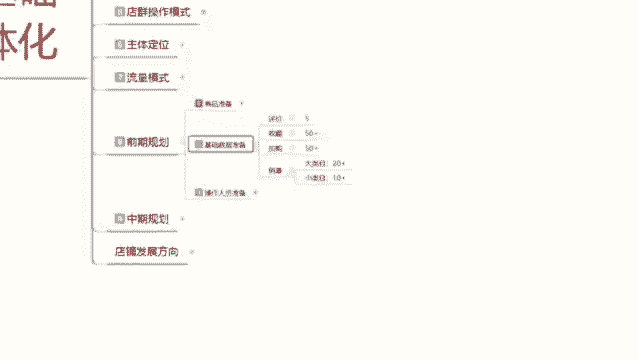 体化
店群操作模式
主体定位
流量模式
前期规划
商品准备
基础数据准备
评价 5
收藏 50+
加购 50+
销量
大类目 20+
小类目 10+
操作人员准备
中期规划
店铺发展方向